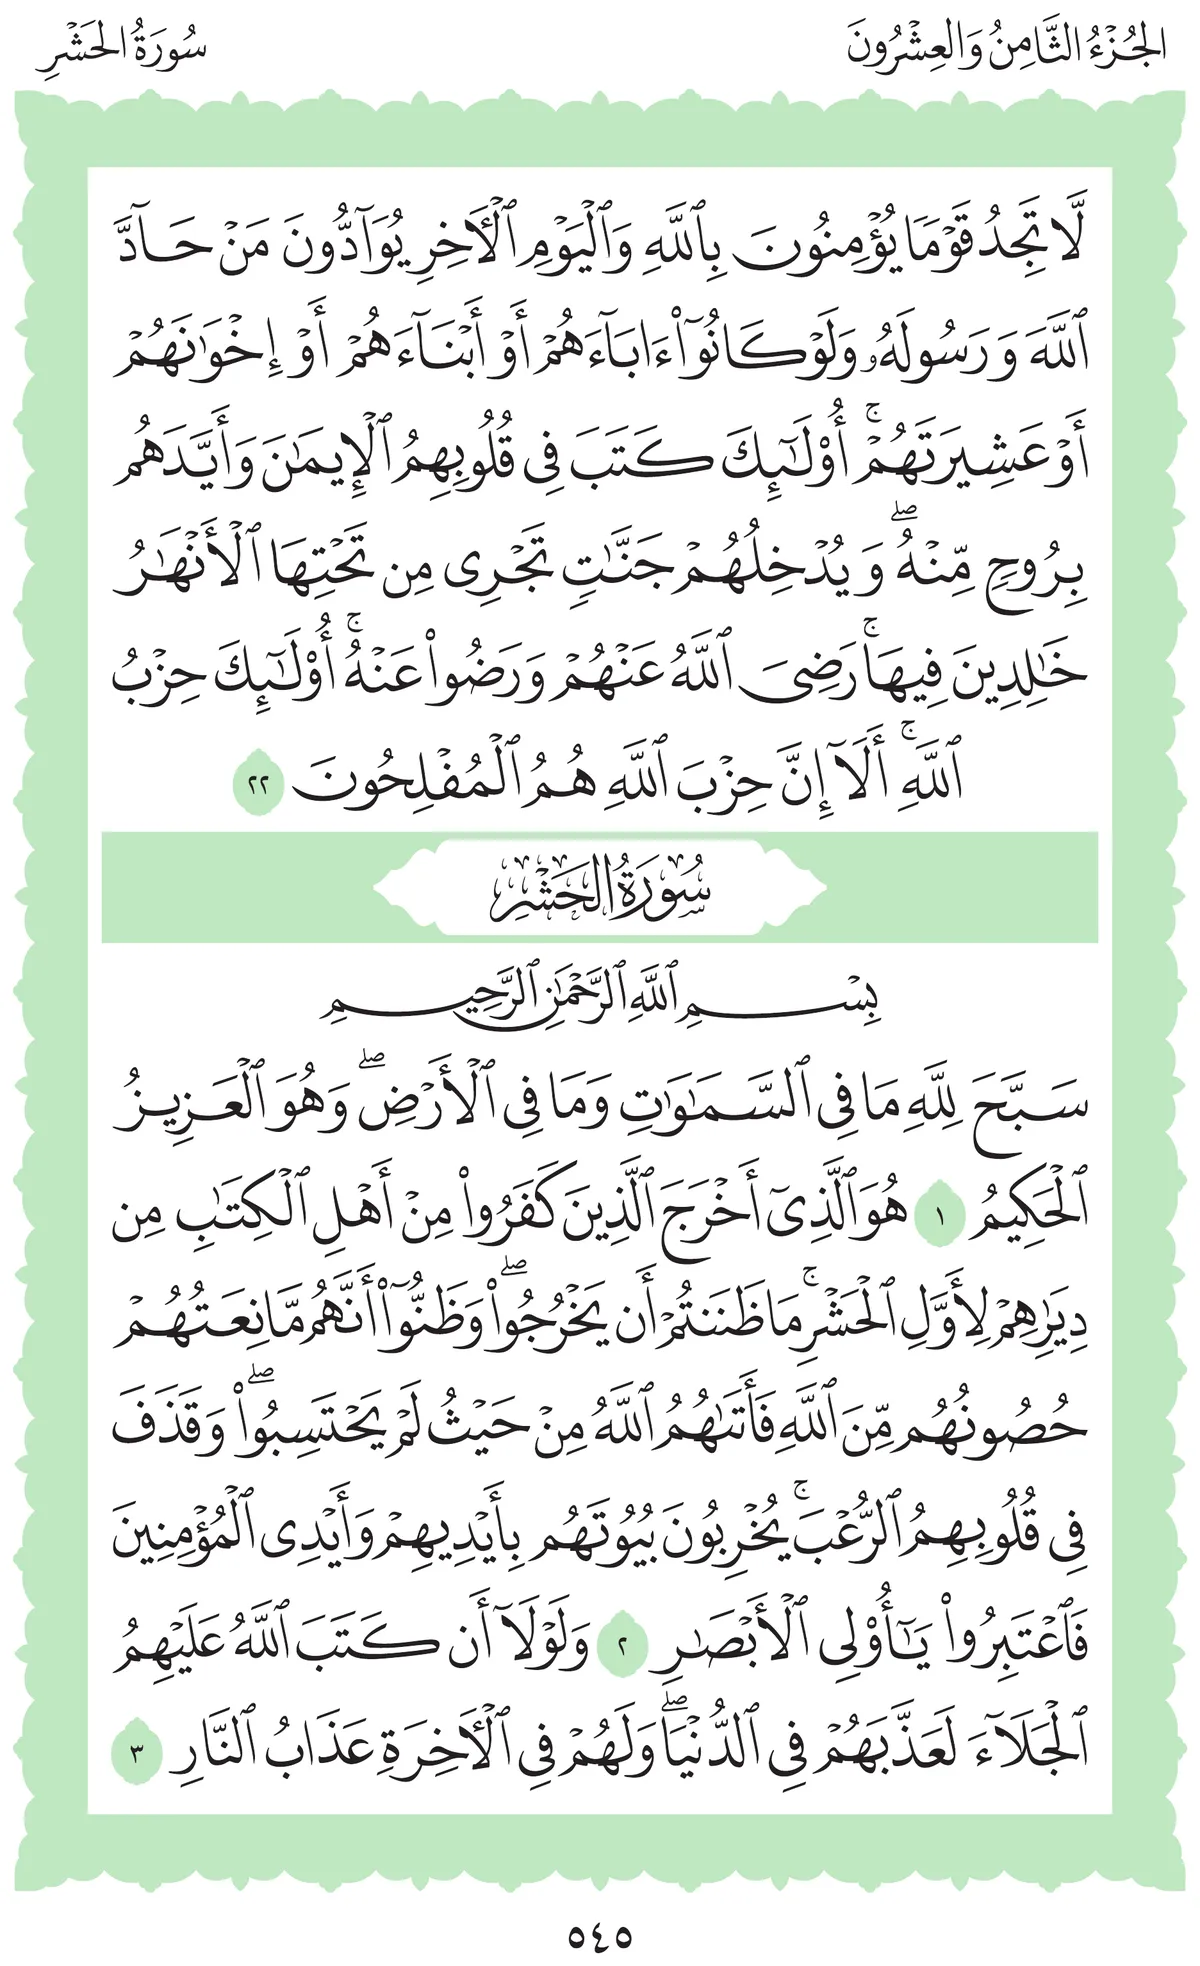 الجُزْءُ الثَّامِنُ وَالعِشْرُونَ
سُورَةُ الحَشْرِ
لَّا تَجِدُ قَوْمًا يُؤْمِنُونَ بِٱللَّهِ وَٱلْيَوْمِ ٱلْأَخِرِ يُوَآدُّونَ مَنْ حَآدَّ
ٱللَّهَ وَرَسُولَهُۥ وَلَوْ كَانُوٓا۟ ءَابَآءَهُمْ أَوْ أَبْنَآءَهُمْ أَوْ إِخْوَٰنَهُمْ
أَوْ عَشِيرَتَهُمْ ۚ أُو۟لَـٰٓئِكَ كَتَبَ فِى قُلُوبِهِمُ ٱلْإِيمَـٰنَ وَأَيَّدَهُم
بِرُوحٍ مِّنْهُ ۖ وَيُدْخِلُهُمْ جَنَّـٰتٍ تَجْرِى مِن تَحْتِهَا ٱلْأَنْهَـٰرُ
خَـٰلِدِينَ فِيهَا ۚ رَضِىَ ٱللَّهُ عَنْهُمْ وَرَضُوا۟ عَنْهُ ۚ أُو۟لَـٰٓئِكَ حِزْبُ
ٱللَّهِ ۚ أَلَآ إِنَّ حِزْبَ ٱللَّهِ هُمُ ٱلْمُفْلِحُونَ ٢٢
سُورَةُ الحَشْرِ
بِسْمِ ٱللَّهِ ٱلرَّحْمَـٰنِ ٱلرَّحِيمِ
سَبَّحَ لِلَّهِ مَا فِى ٱلسَّمَـٰوَٰتِ وَمَا فِى ٱلْأَرْضِ ۖ وَهُوَ ٱلْعَزِيزُ
ٱلْحَكِيمُ ١ هُوَ ٱلَّذِىٓ أَخْرَجَ ٱلَّذِينَ كَفَرُوا۟ مِنْ أَهْلِ ٱلْكِتَـٰبِ مِن
دِيَـٰرِهِمْ لِأَوَّلِ ٱلْحَشْرِ ۚ مَا ظَنَنتُمْ أَن يَخْرُجُوا۟ ۖ وَظَنُّوٓا۟ أَنَّهُم مَّانِعَتُهُمْ
حُصُونُهُم مِّنَ ٱللَّهِ فَأَتَىٰهُمُ ٱللَّهُ مِنْ حَيْثُ لَمْ يَحْتَسِبُوا۟ ۖ وَقَذَفَ
فِى قُلُوبِهِمُ ٱلرُّعْبَ ۚ يُخْرِبُونَ بُيُوتَهُم بِأَيْدِيهِمْ وَأَيْدِى ٱلْمُؤْمِنِينَ
فَٱعْتَبِرُوا۟ يَـٰٓأُو۟لِى ٱلْأَبْصَـٰرِ ٢ وَلَوْلَآ أَن كَتَبَ ٱللَّهُ عَلَيْهِمُ
ٱلْجَلَآءَ لَعَذَّبَهُمْ فِى ٱلدُّنْيَا ۖ وَلَهُمْ فِى ٱلْأَخِرَةِ عَذَابُ ٱلنَّارِ ٣
٥٤٥